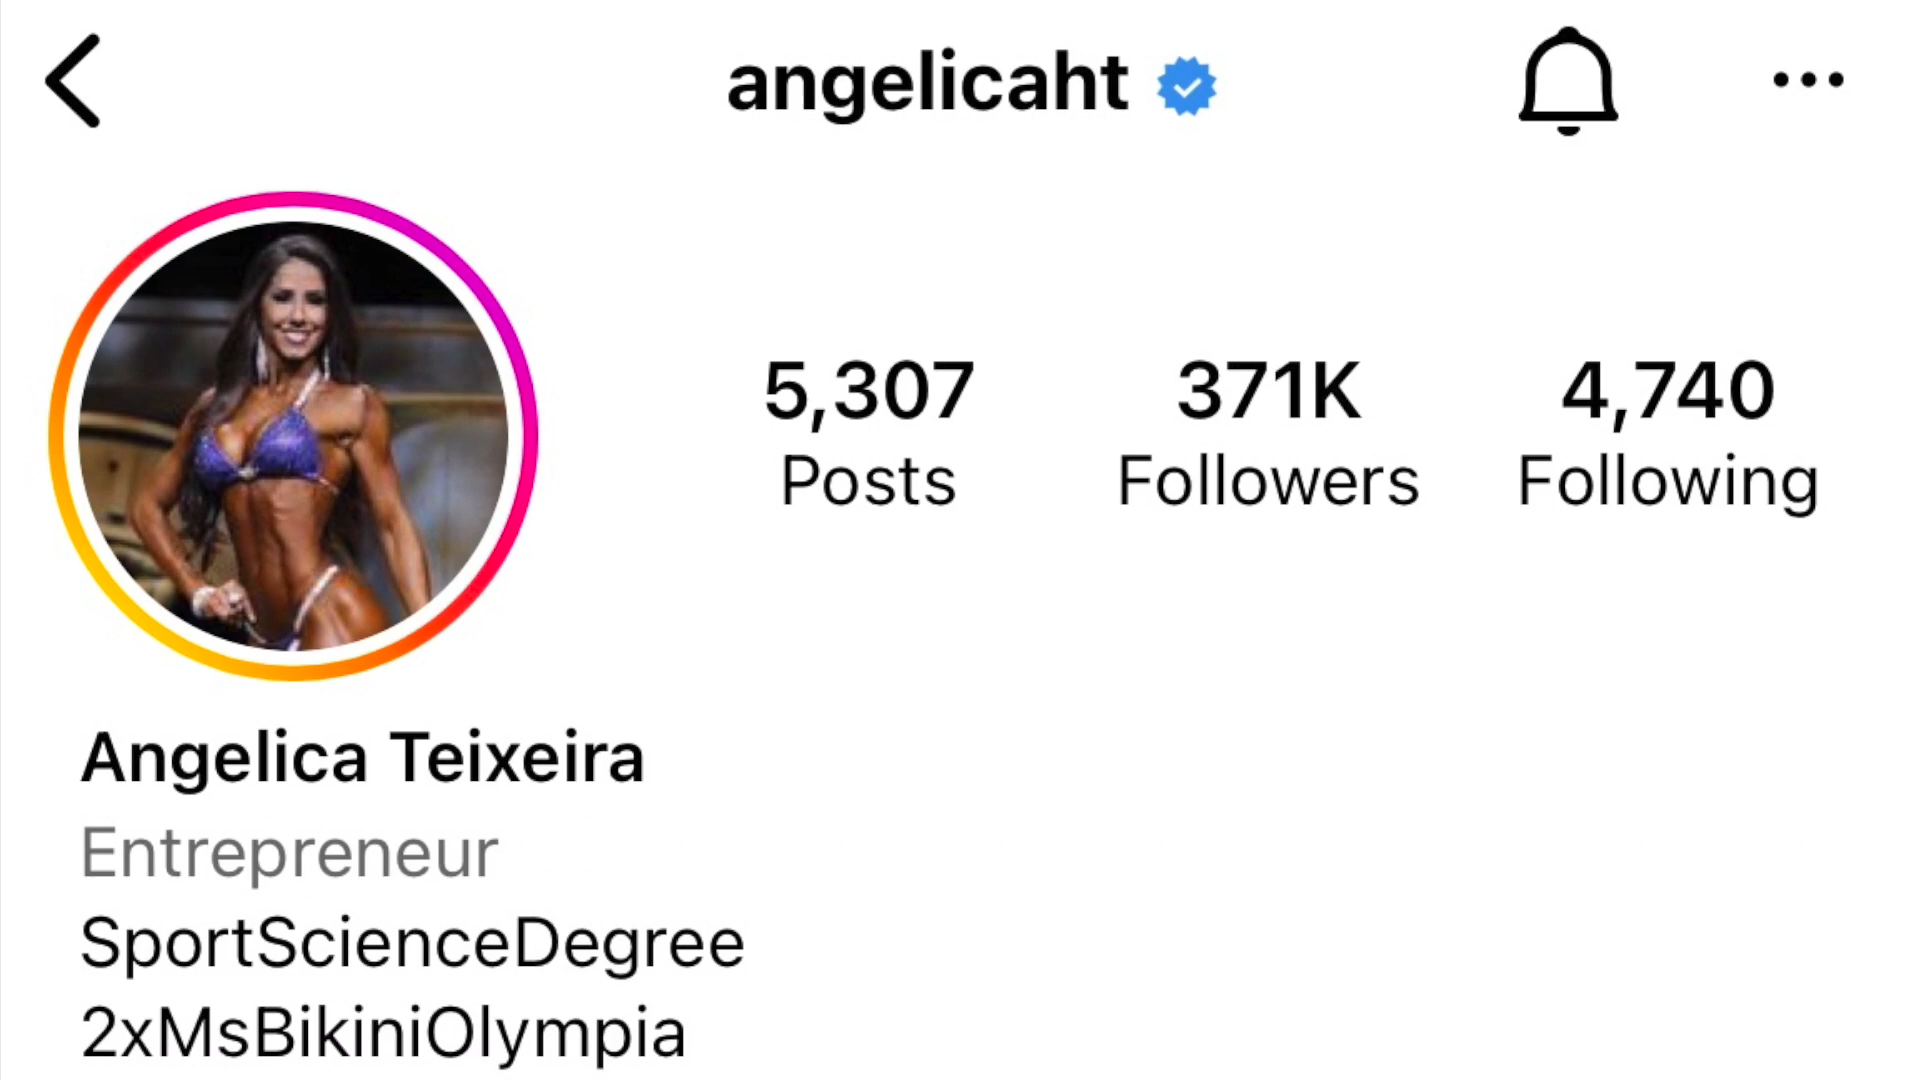 angelicaht
5,307 371K 4,740
Posts Followers Following
Angelica Teixeira
Entrepreneur
SportScienceDegree
2xMsBikiniOlympia